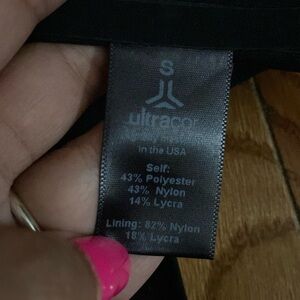 S
ultracor
in the USA
Self:
43% Polyester
43% Nylon
14% Lycra
Lining: 82% Nylon
18% Lycra